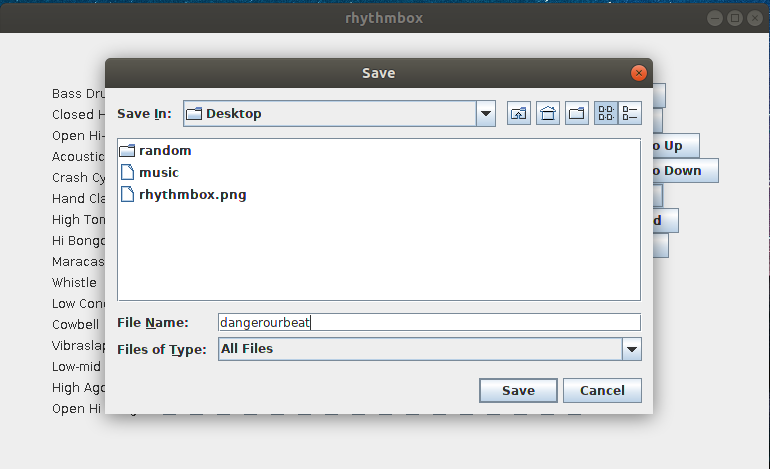 rhythmbox
Save
Save In: Desktop
random
music
rhythmbox.png
File Name: dangerourbeat
Files of Type: All Files
Save Cancel
Bass Dru
Closed H
Open Hi-
Acoustic
Crash Cy
Hand Cla
High Tom
Hi Bongo
Maracas
Whistle
Low Cong
Cowbell
Vibraslap
Low-mid
High Ago
Open Hi
o Up
o Down
d